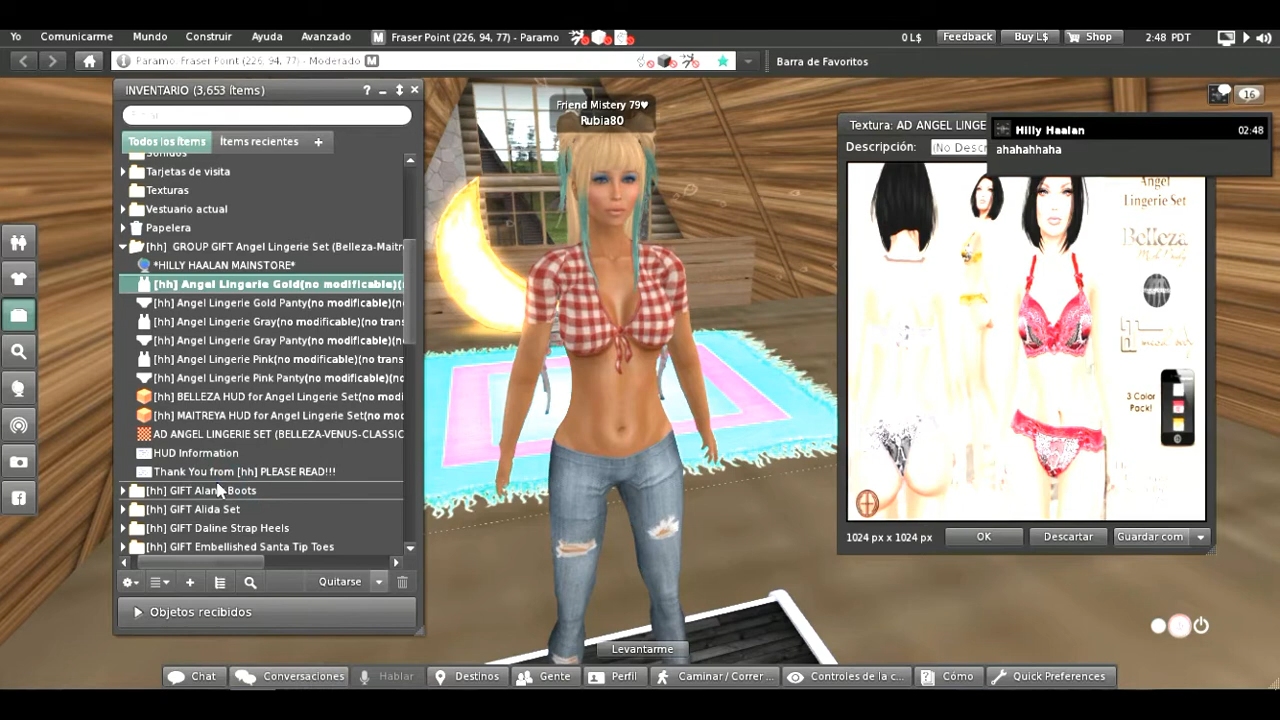 Yo Comunicarme Mundo Construir Ayuda Avanzado M Fraser Point (226, 94, 77) - Paramo 0 L$ Feedback Buy L$ Shop 2:48 PDT
Paramo: Fraser Point (226, 94, 77) - Moderado M Barra de Favoritos
INVENTARIO (3,653 ítems) ?
Todos los ítems Ítems recientes +
Sonidos
Tarjetas de visita
Texturas
Vestuario actual
Papelera
[hh] GROUP GIFT Angel Lingerie Set (Belleza-Maitre
*HILLY HAALAN MAINSTORE*
[hh] Angel Lingerie Gold(no modificable)(
[hh] Angel Lingerie Gold Panty(no modificable)(n
[hh] Angel Lingerie Gray(no modificable)(no trans
[hh] Angel Lingerie Gray Panty(no modificable)(n
[hh] Angel Lingerie Pink(no modificable)(no trans
[hh] Angel Lingerie Pink Panty(no modificable)(n
[hh] BELLEZA HUD for Angel Lingerie Set(no modi
[hh] MAITREYA HUD for Angel Lingerie Set(no mo
AD ANGEL LINGERIE SET (BELLEZA-VENUS-CLASSIC
HUD Information
Thank You from [hh] PLEASE READ!!!
[hh] GIFT Alan Boots
[hh] GIFT Alida Set
[hh] GIFT Daline Strap Heels
[hh] GIFT Embellished Santa Tip Toes
Quitarse
Objetos recibidos
Friend Mistery 79♥
Rubia80
16
Textura: AD ANGEL LINGE
Descripción: (No Descr
Hilly Haalan 02:48
ahahahhaha
Angel
Lingerie Set
Belleza
3 Color
Pack!
1024 px x 1024 px OK Descartar Guardar com
Levantarme
Chat Conversaciones Hablar Destinos Gente Perfil Caminar / Correr ... Controles de la c... Cómo Quick Preferences